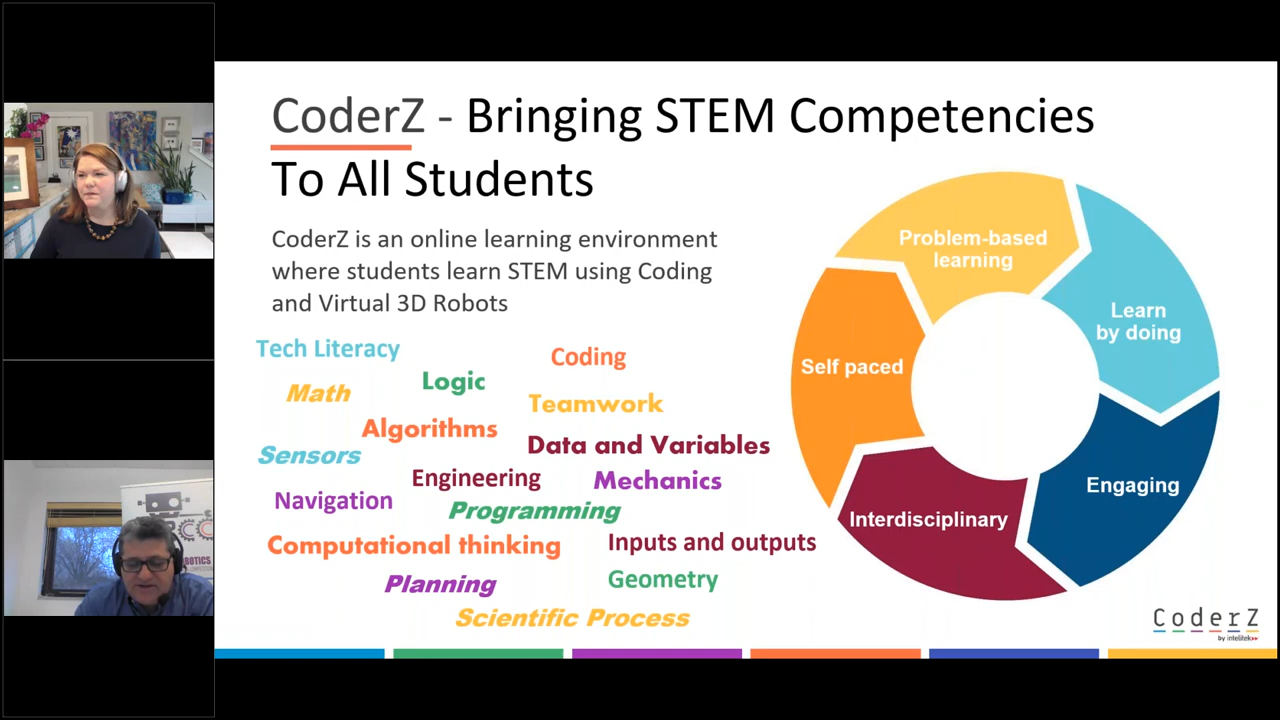 CoderZ - Bringing STEM Competencies
To All Students
CoderZ is an online learning environment
where students learn STEM using Coding
and Virtual 3D Robots
Tech Literacy
Coding
Math
Logic
Teamwork
Algorithms
Data and Variables
Sensors
Engineering
Mechanics
Navigation
Programming
Computational thinking
Inputs and outputs
Planning
Geometry
Scientific Process
Problem-based
learning
Learn
by doing
Self paced
Engaging
Interdisciplinary
CoderZ
by intelitek